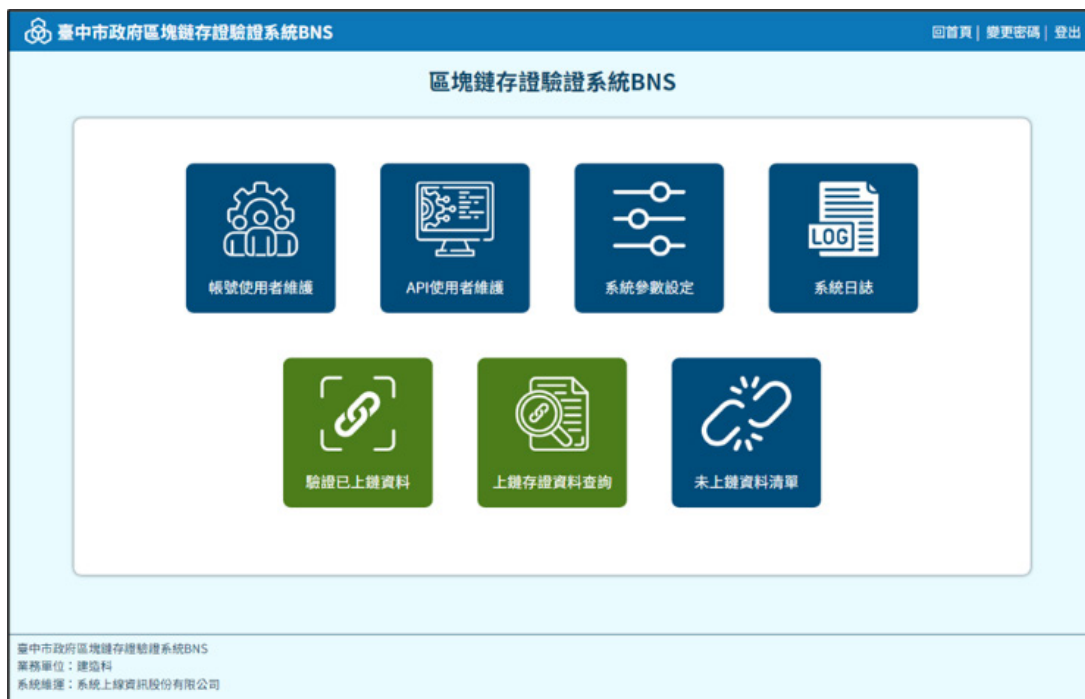 臺中市政府區塊鏈存證驗證系統BNS
回首頁| 變更密碼| 登出
區塊鏈存證驗證系統BNS
帳號使用者維護
API使用者維護
系統參數設定
LOG
系統日誌
驗證已上鏈資料
上鏈存證資料查詢
未上鏈資料清單
臺中市政府區塊鏈存證驗證系統BNS
業務單位：建造科
系統維運：系統上線資訊股份有限公司